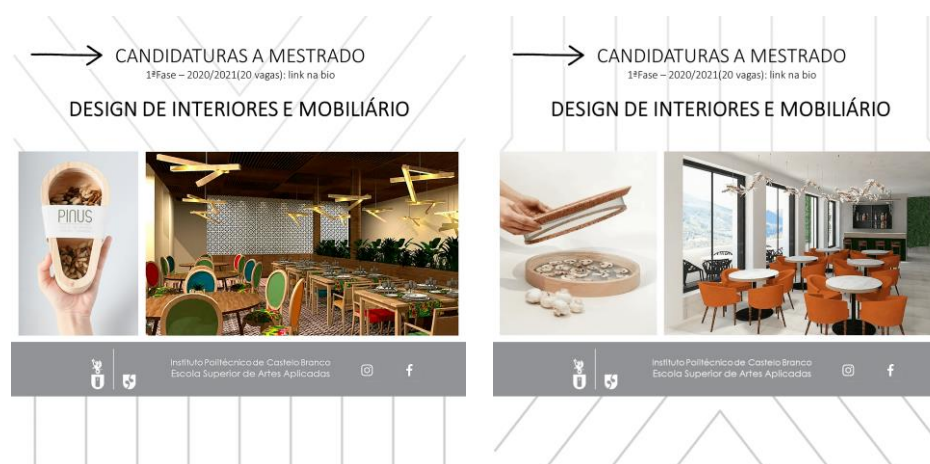 CANDIDATURAS A MESTRADO
1ªFase – 2020/2021(20 vagas): link na bio
DESIGN DE INTERIORES E MOBILIÁRIO
PINUS
Instituto Politécnico de Castelo Branco
Escola Superior de Artes Aplicadas
CANDIDATURAS A MESTRADO
1ªFase – 2020/2021(20 vagas): link na bio
DESIGN DE INTERIORES E MOBILIÁRIO
Instituto Politécnico de Castelo Branco
Escola Superior de Artes Aplicadas